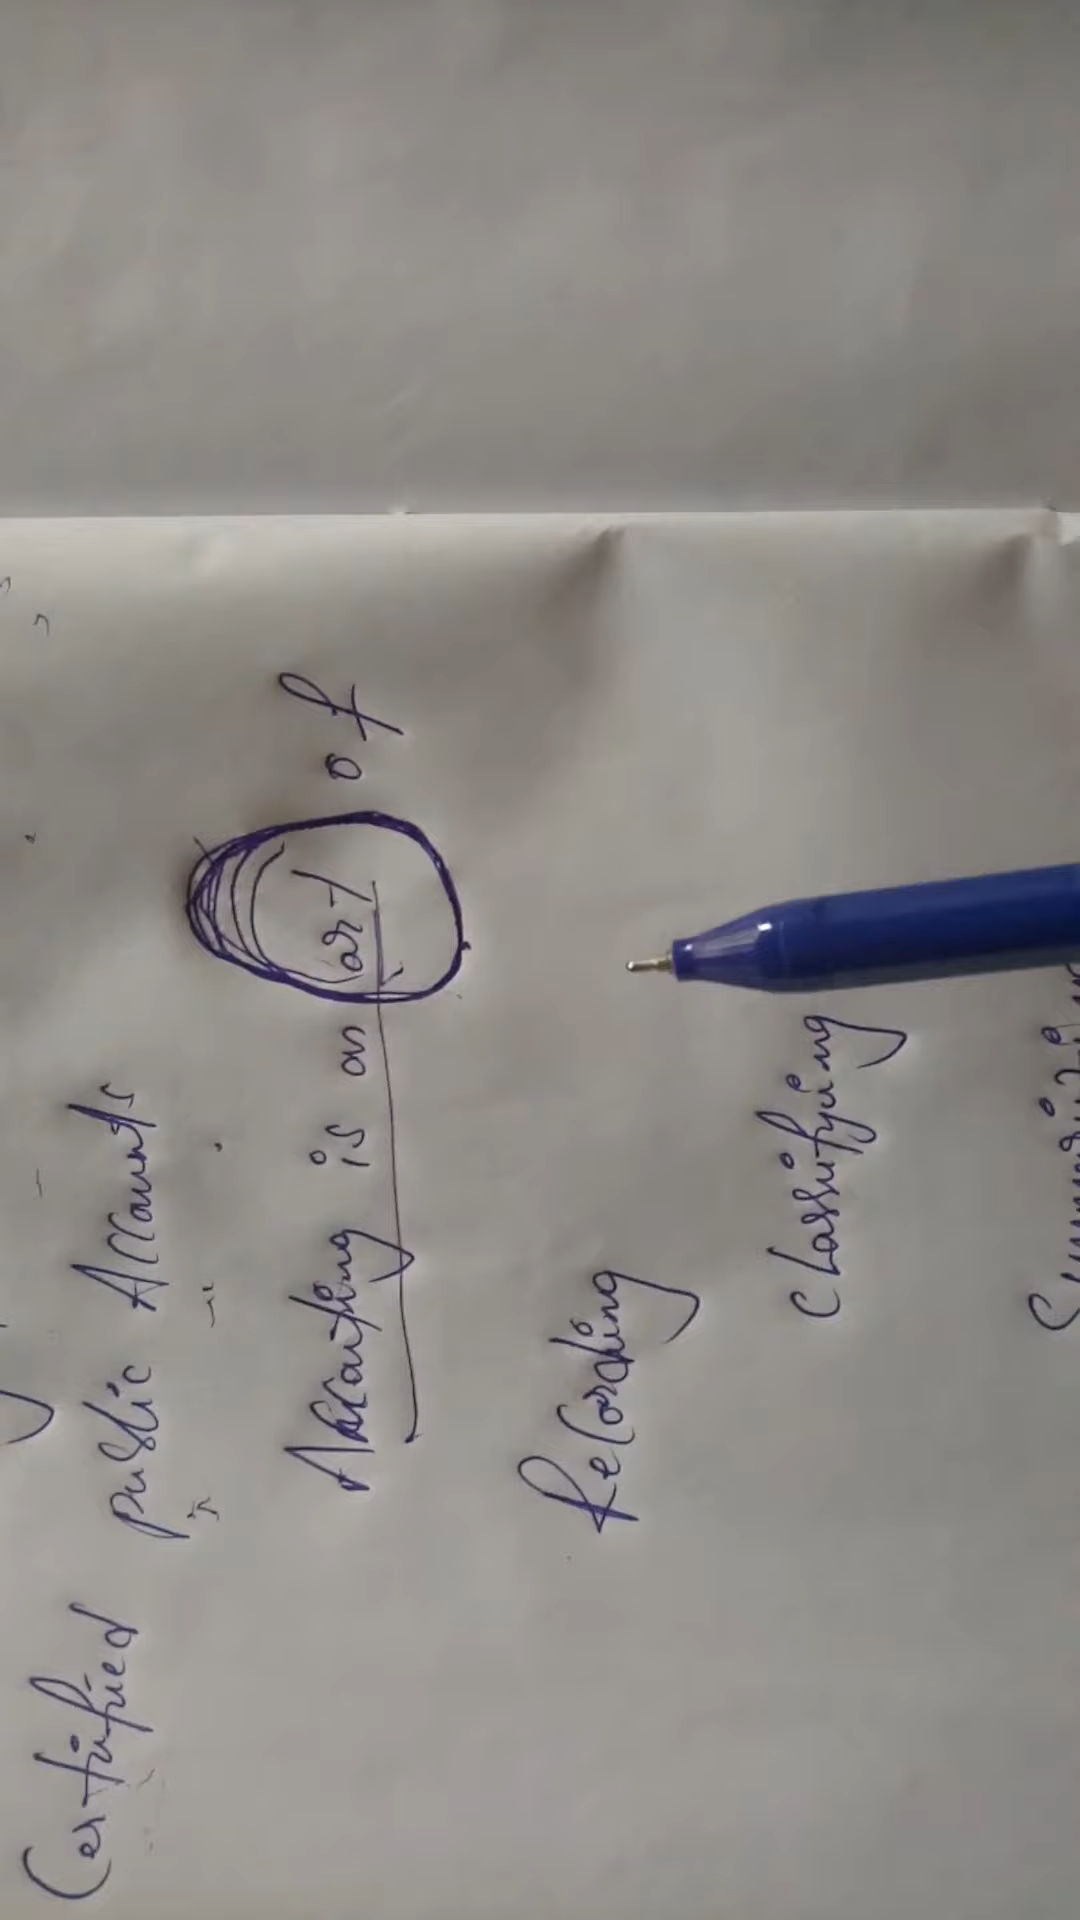 Certified public Accounts
Accounting is an art of
Recording
classifying